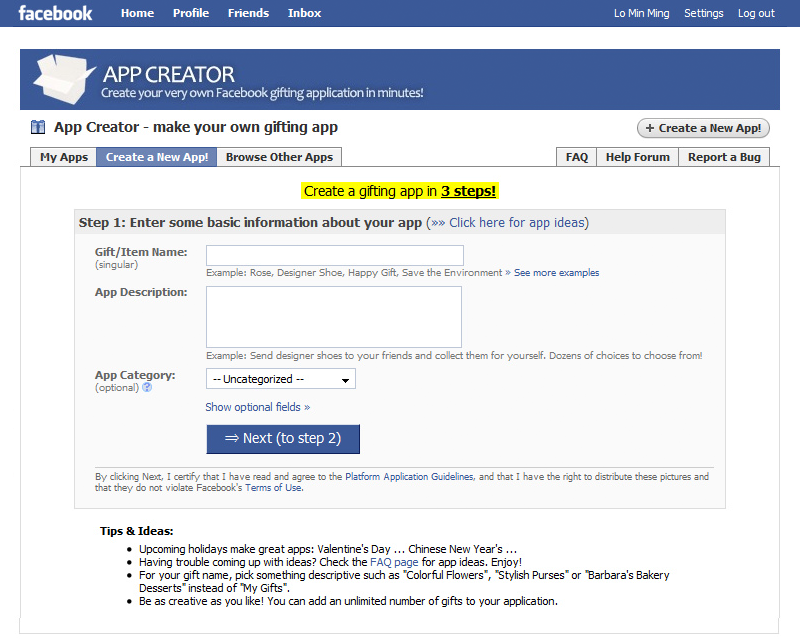 facebook Home Profile Friends Inbox Lo Min Ming Settings Log out
APP CREATOR
Create your very own Facebook gifting application in minutes!
App Creator - make your own gifting app + Create a New App!
My Apps Create a New App! Browse Other Apps FAQ Help Forum Report a Bug
Create a gifting app in 3 steps!
Step 1: Enter some basic information about your app (»» Click here for app ideas)
Gift/Item Name:
(singular)
Example: Rose, Designer Shoe, Happy Gift, Save the Environment » See more examples
App Description:
Example: Send designer shoes to your friends and collect them for yourself. Dozens of choices to choose from!
App Category:
(optional) ?
-- Uncategorized --
Show optional fields »
⇒ Next (to step 2)
By clicking Next, I certify that I have read and agree to the Platform Application Guidelines, and that I have the right to distribute these pictures and
that they do not violate Facebook's Terms of Use.
Tips & Ideas:
• Upcoming holidays make great apps: Valentine's Day ... Chinese New Year's ...
• Having trouble coming up with ideas? Check the FAQ page for app ideas. Enjoy!
• For your gift name, pick something descriptive such as "Colorful Flowers", "Stylish Purses" or "Barbara's Bakery
Desserts" instead of "My Gifts".
• Be as creative as you like! You can add an unlimited number of gifts to your application.